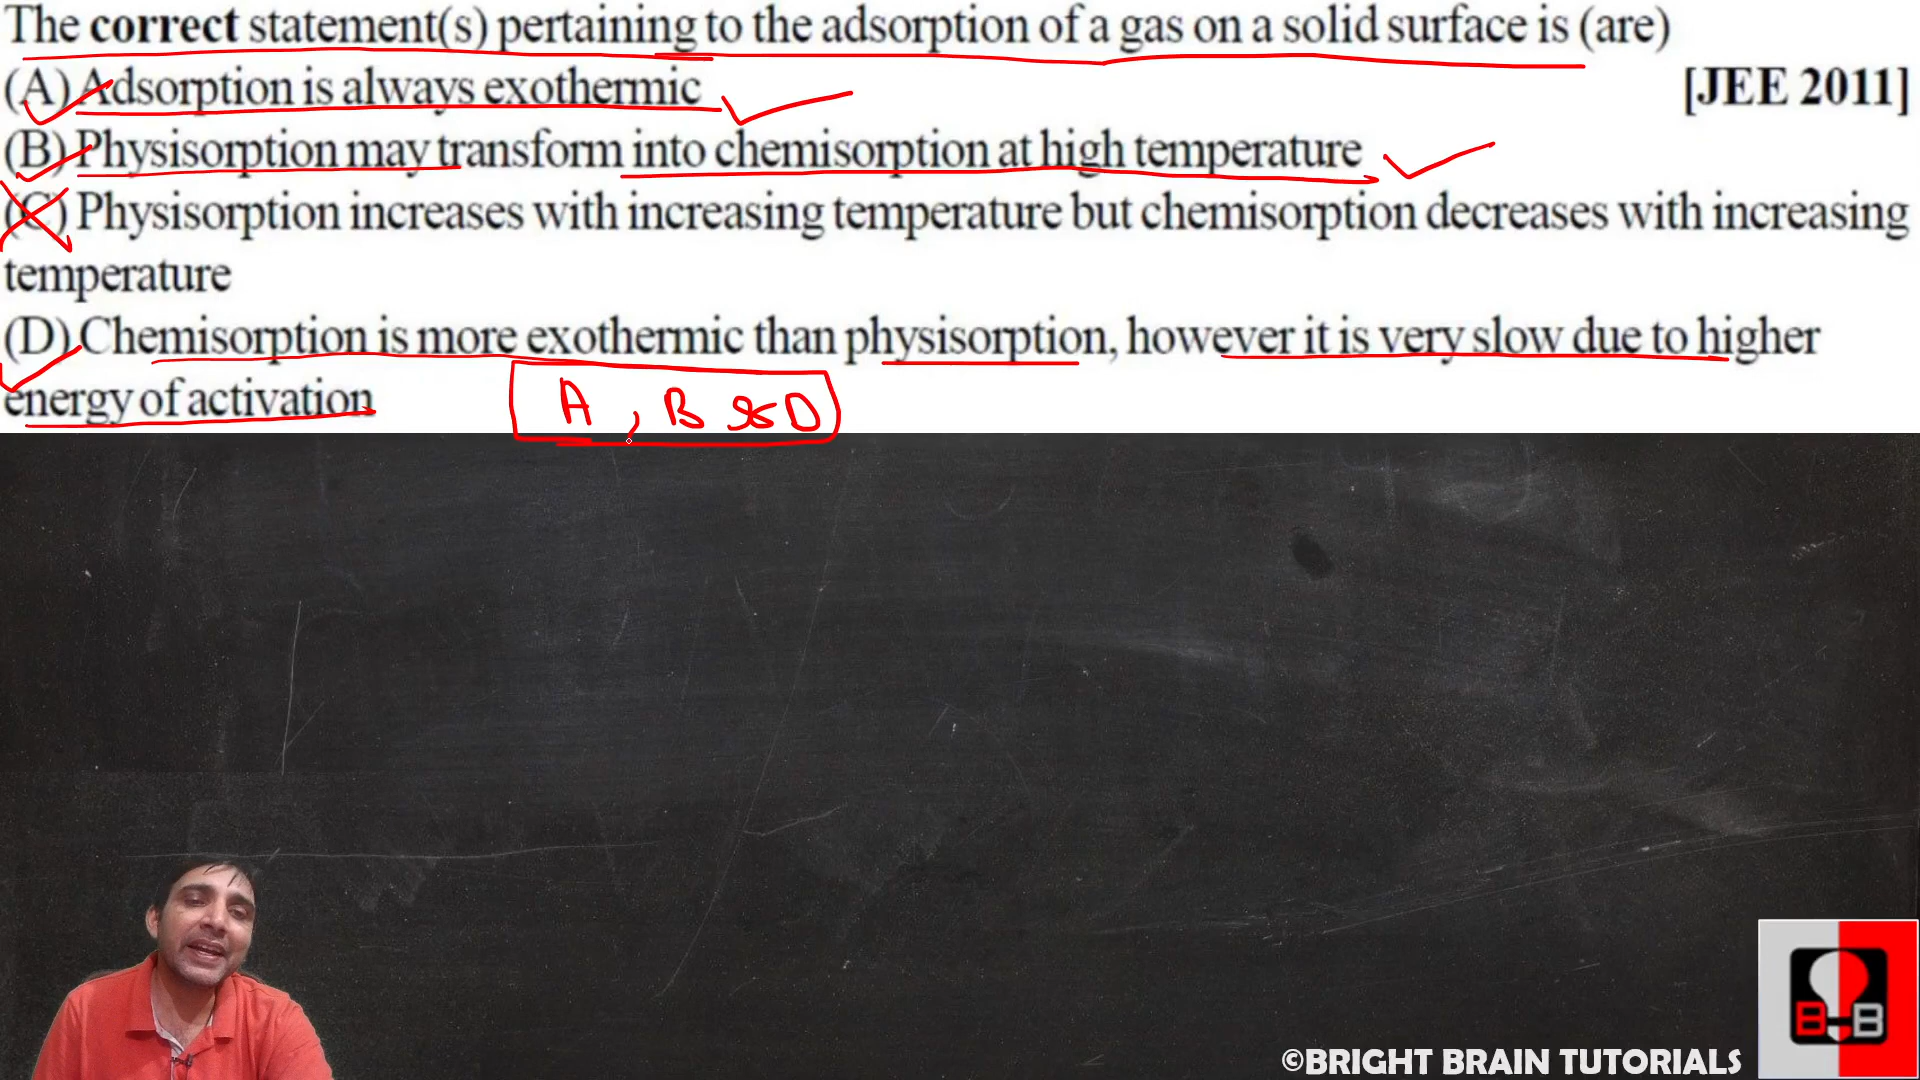 The correct statement(s) pertaining to the adsorption of a gas on a solid surface is (are)
(A) Adsorption is always exothermic [JEE 2011]
(B) Physisorption may transform into chemisorption at high temperature
(C) Physisorption increases with increasing temperature but chemisorption decreases with increasing
temperature
(D) Chemisorption is more exothermic than physisorption, however it is very slow due to higher
energy of activation
A , B & D
B B
©BRIGHT BRAIN TUTORIALS